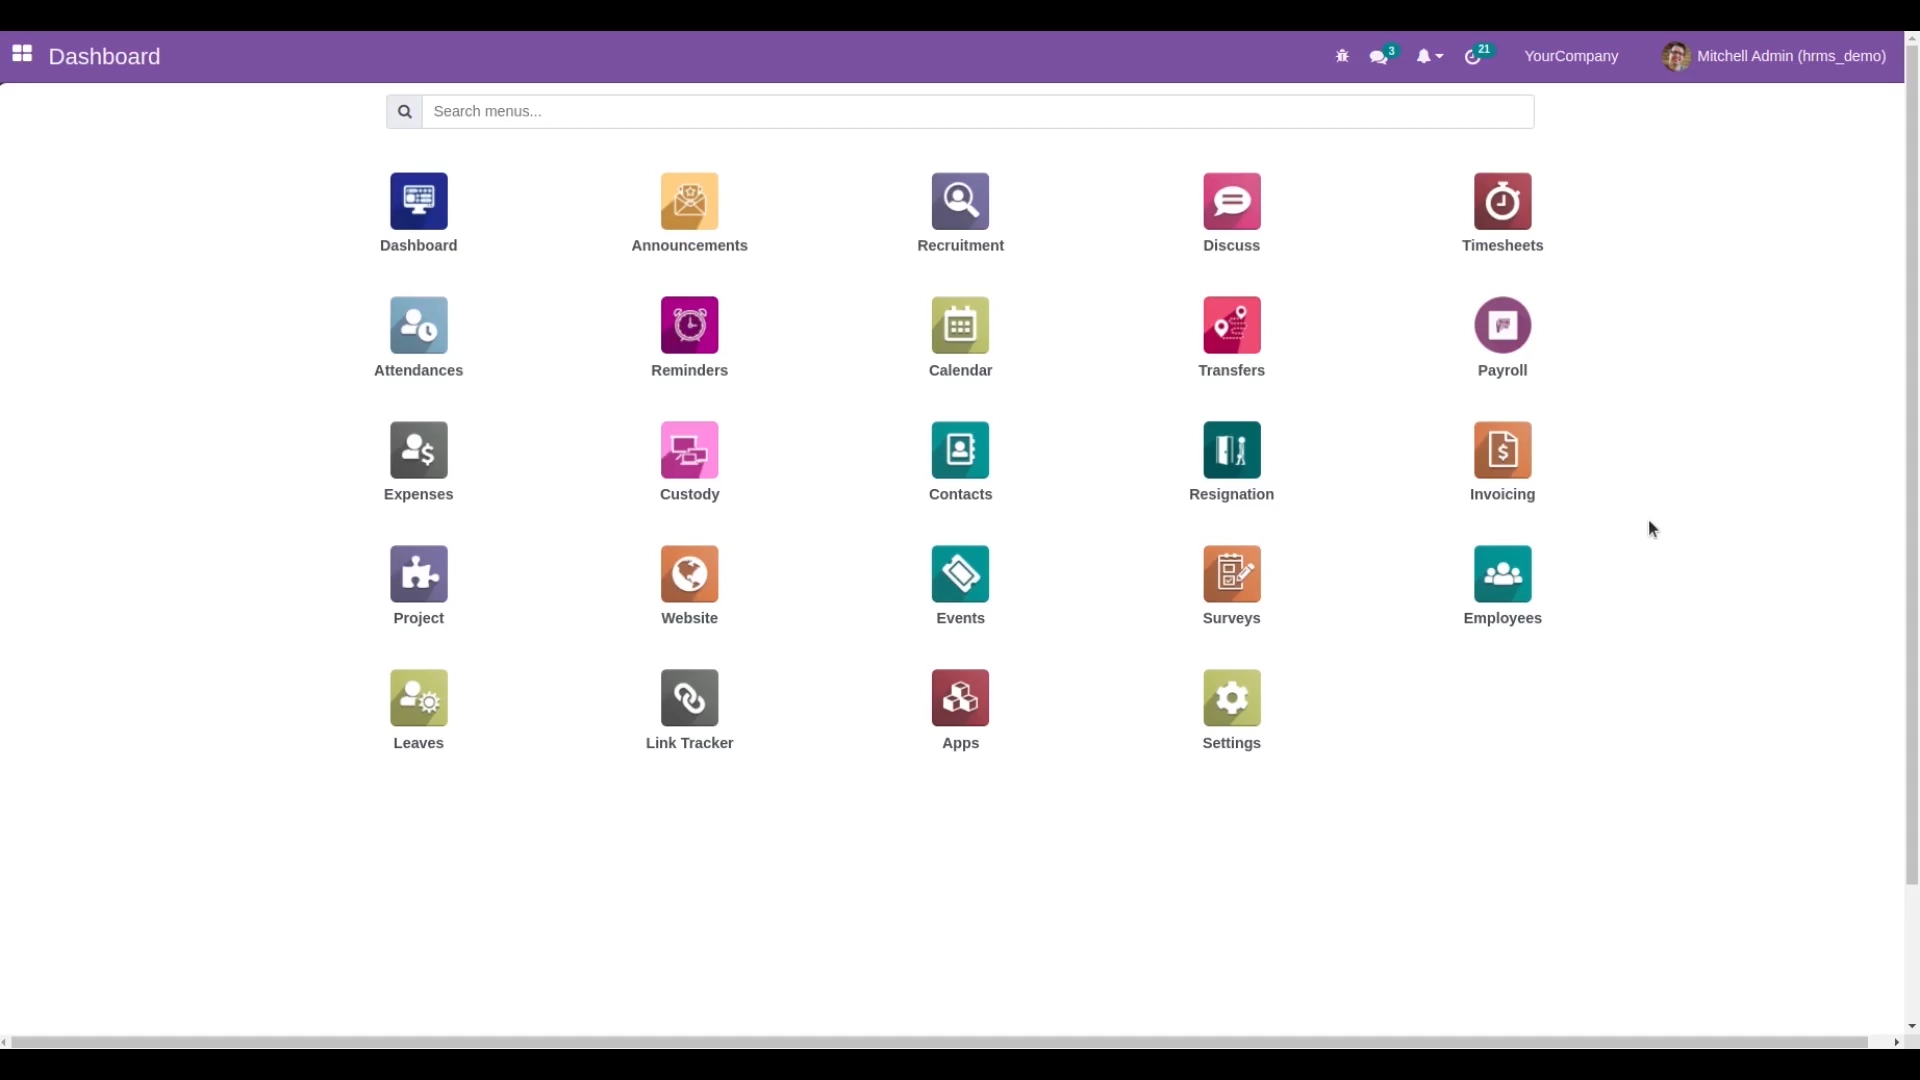 Dashboard 3 21 YourCompany Mitchell Admin (hrms_demo)
Search menus...
Dashboard Announcements Recruitment Discuss Timesheets
Attendances Reminders Calendar Transfers Payroll
Expenses Custody Contacts Resignation Invoicing
Project Website Events Surveys Employees
Leaves Link Tracker Apps Settings